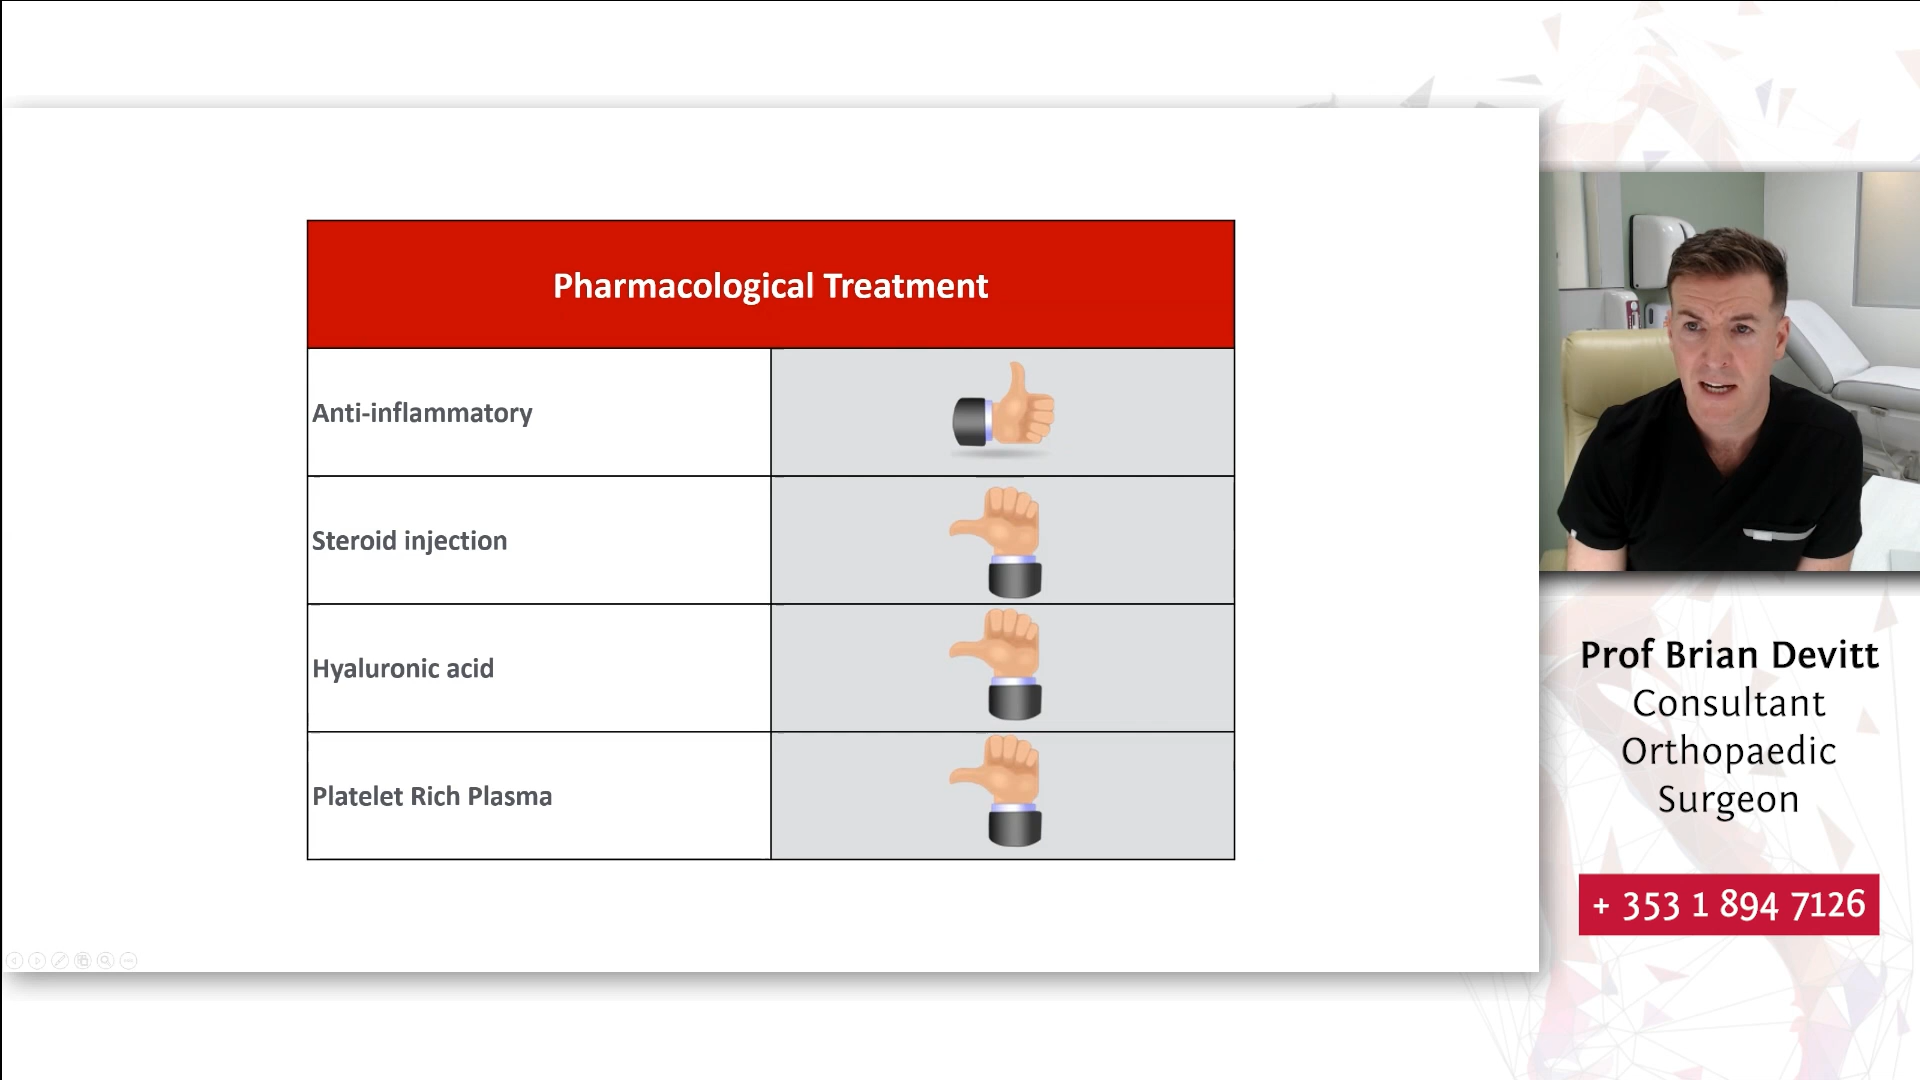 Pharmacological Treatment
Anti-inflammatory
Steroid injection
Hyaluronic acid
Platelet Rich Plasma
Prof Brian Devitt
Consultant
Orthopaedic
Surgeon
+ 353 1 894 7126